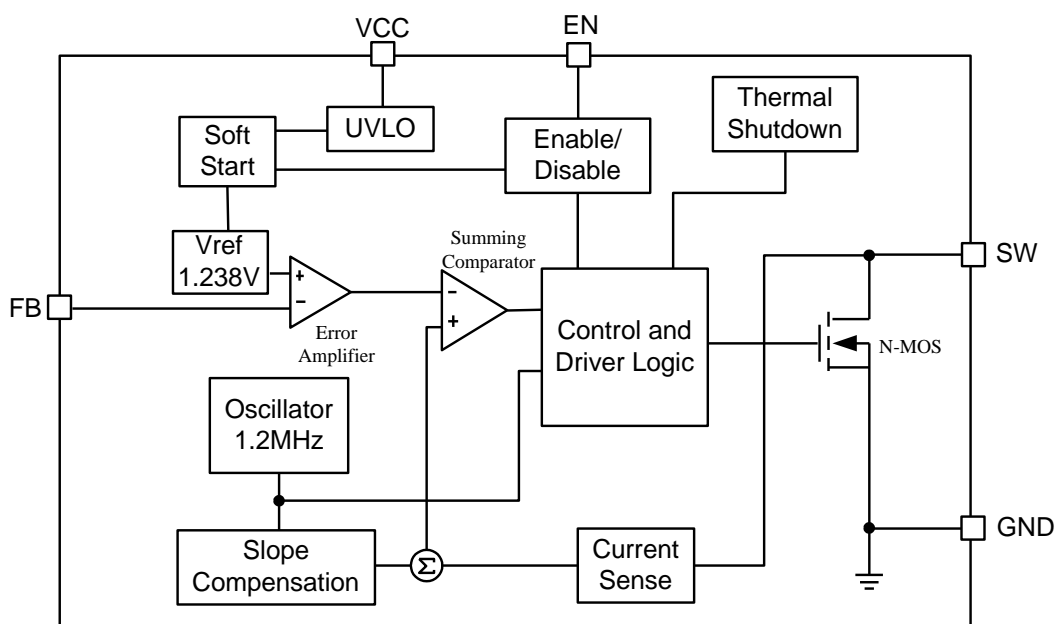 VCC
EN
UVLO
Soft
Start
Enable/
Disable
Thermal
Shutdown
Vref
1.238V
+
−
Error
Amplifier
Summing
Comparator
−
+
Control and
Driver Logic
SW
FB
N-MOS
Oscillator
1.2MHz
Slope
Compensation
Σ
Current
Sense
GND